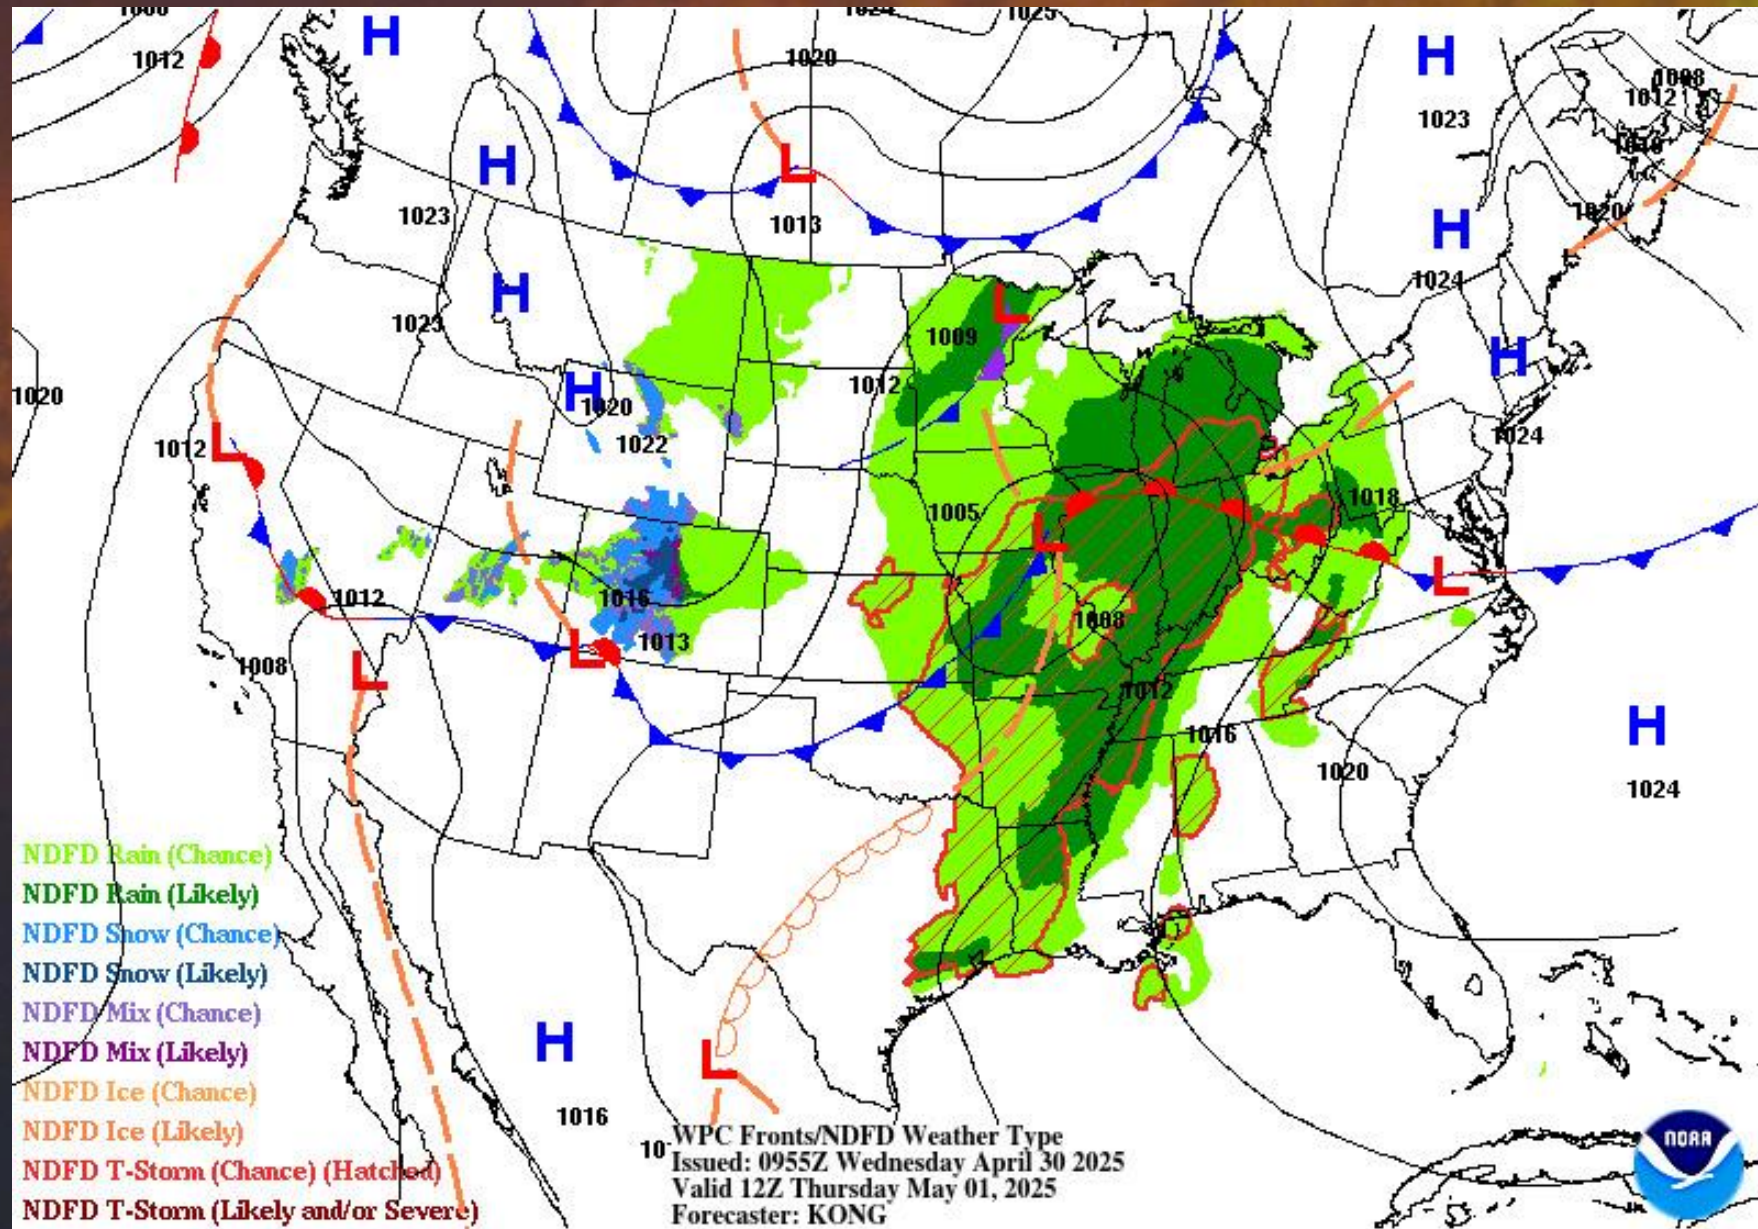 1024
1025
H
1012
1020
H
H
1008
1012
1023
H
L
1020
1023
1013
H
1024
H
L
1023
1009
H
1020
H
1012
1020
1022
1024
L
1012
1005
1018
L
1016
1012
L
1008
1013
L
1008
L
1012
H
1016
1020
1024
NDFD Rain (Chance)
NDFD Rain (Likely)
NDFD Snow (Chance)
NDFD Snow (Likely)
NDFD Mix (Chance)
NDFD Mix (Likely)
NDFD Ice (Chance)
NDFD Ice (Likely)
NDFD T-Storm (Chance) (Hatched)
NDFD T-Storm (Likely and/or Severe)
H
L
1016
WPC Fronts/NDFD Weather Type
Issued: 0955Z Wednesday April 30 2025
Valid 12Z Thursday May 01, 2025
Forecaster: KONG
NOAA